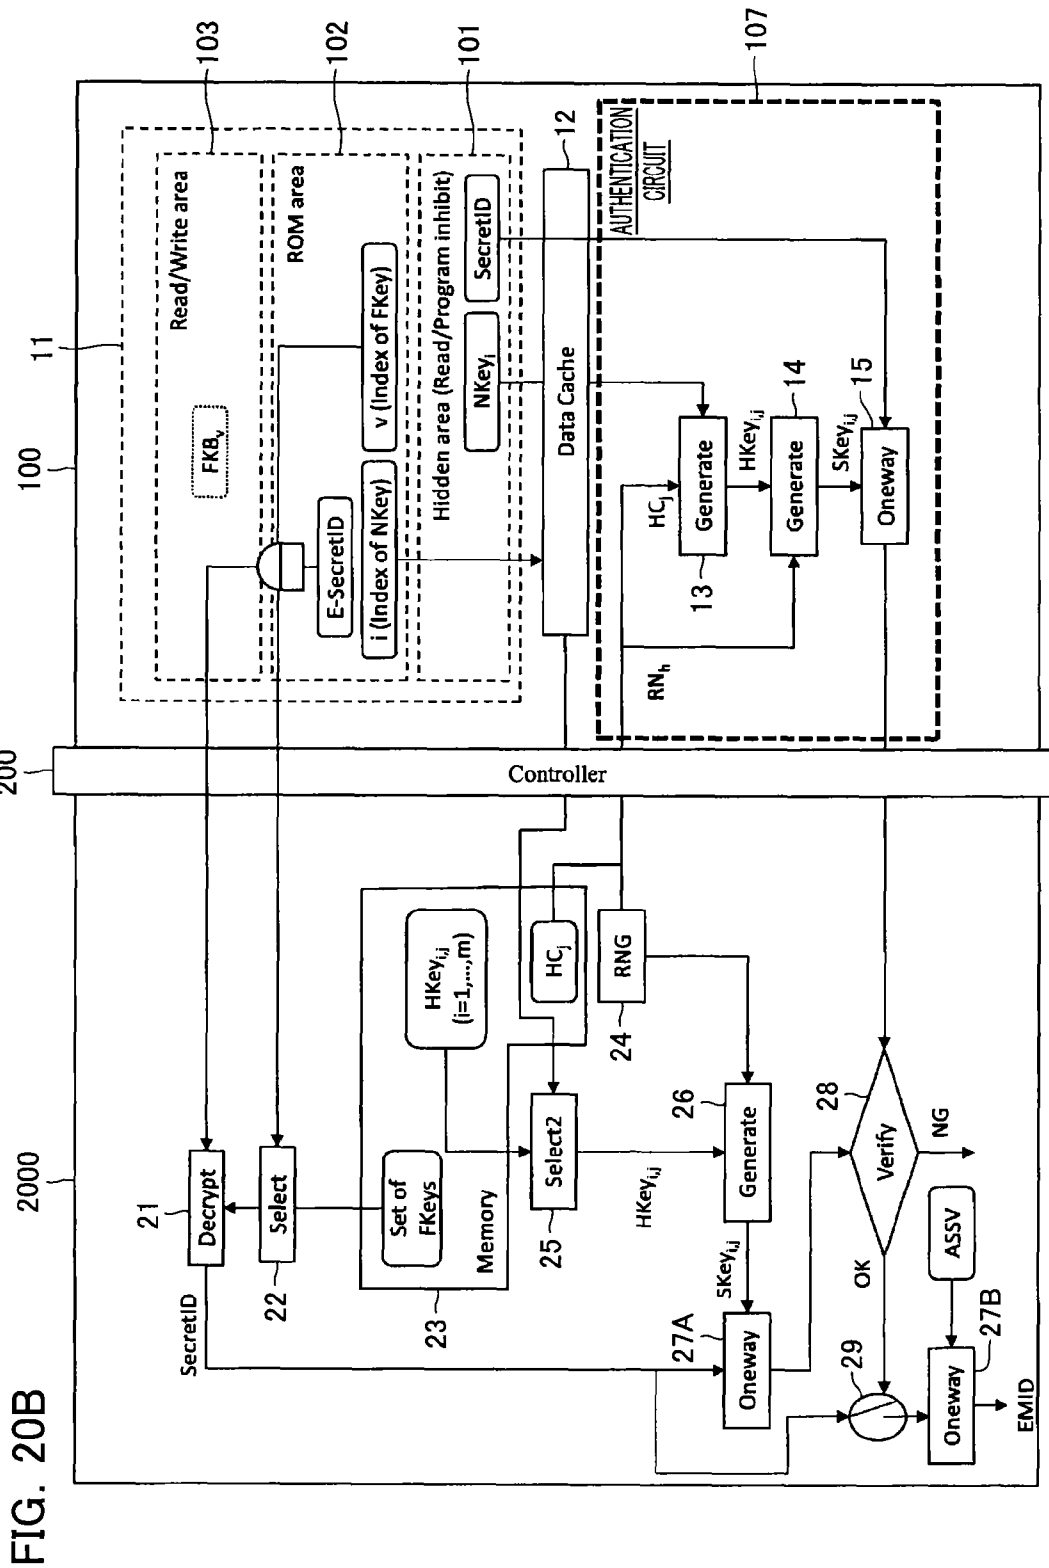 FIG. 20B
2000
200
100
11
103
102
101
107
Read/Write area
FKBv
ROM area
E-SecretID
i (Index of NKey)
v (Index of FKey)
Hidden area (Read/Program inhibit)
NKeyi
SecretID
12
Data Cache
AUTHENTICATION
CIRCUIT
HCj
RNh
Generate
13
HKeyi,j
Generate
14
SKeyi,j
Oneway
15
Controller
21
Decrypt
SecretID
Select
22
Set of
FKeys
HKeyi,j
(i=1,...,m)
HCj
Memory
23
RNG
24
Select2
25
HKeyi,j
26
Generate
SKeyi,j
27A
Oneway
28
Verify
NG
OK
29
ASSV
27B
Oneway
EMID